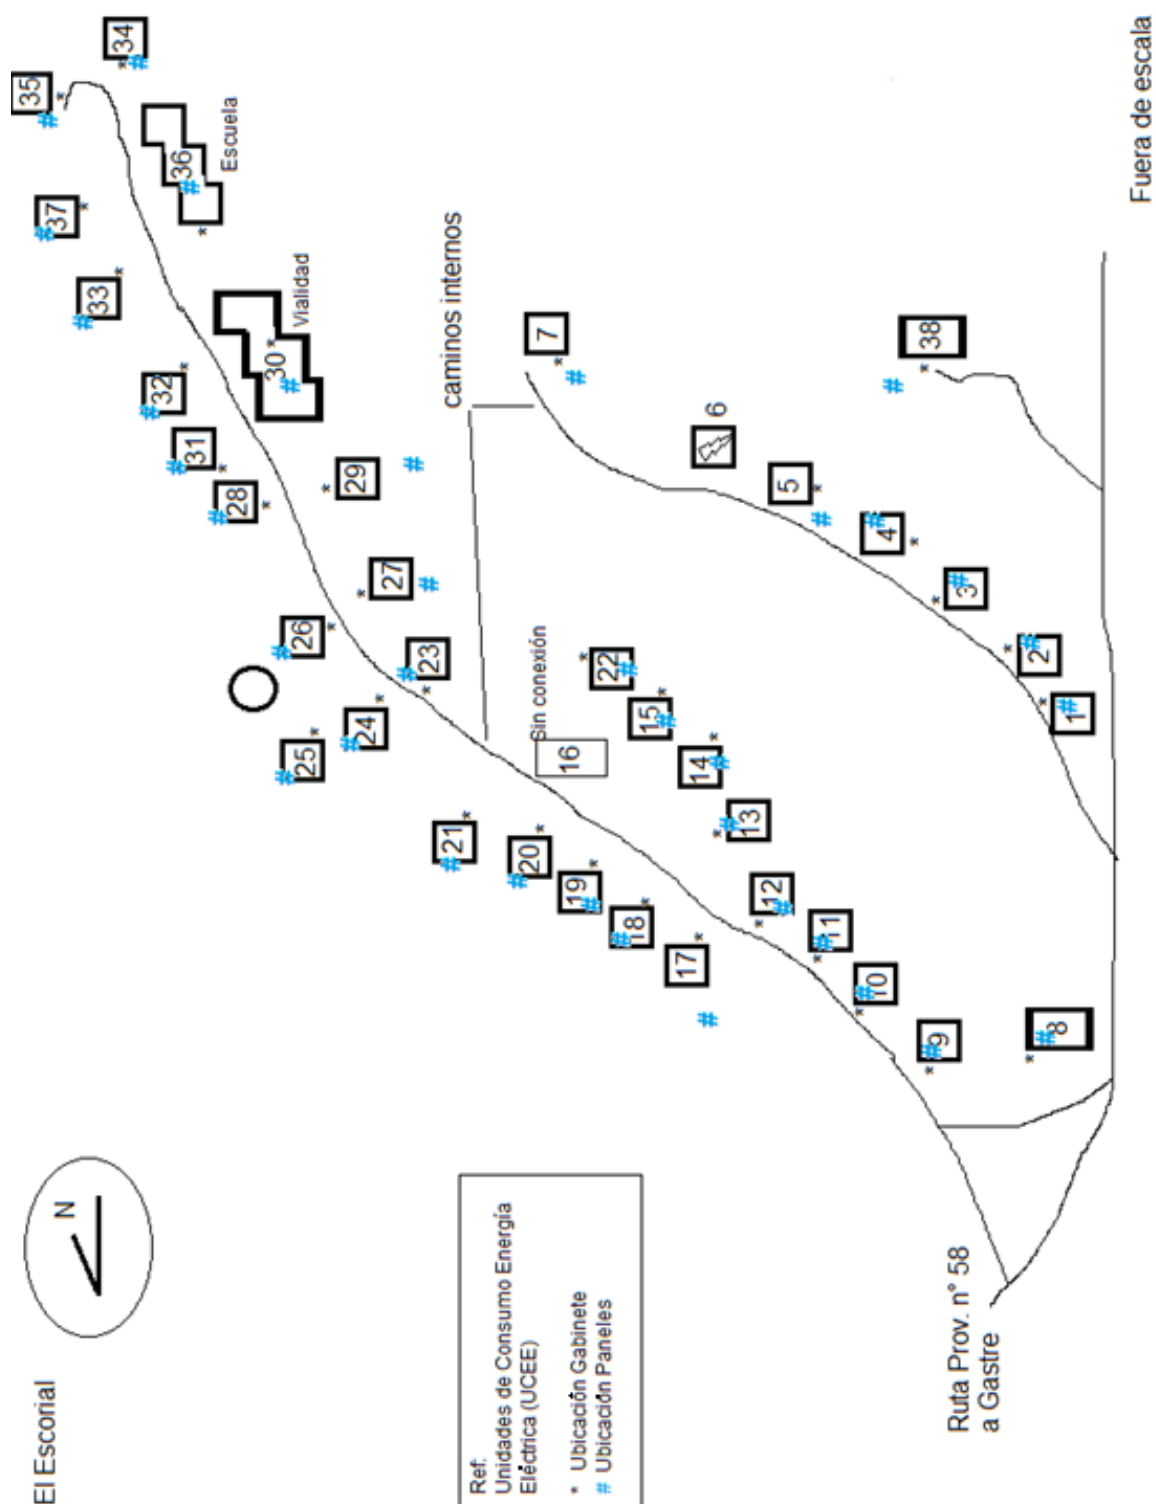 El Escorial
N
Ref:
Unidades de Consumo Energía
Eléctrica (UCEE)
* Ubicación Gabinete
# Ubicación Paneles
Ruta Prov. n° 58
a Gastre
35
34
37
36
Escuela
33
30
Vialidad
32
31
28
29
27
26
23
24
25
caminos internos
7
38
6
5
4
3
2
1
Sin conexión
16
22
15
14
13
12
11
10
9
8
21
20
19
18
17
Fuera de escala